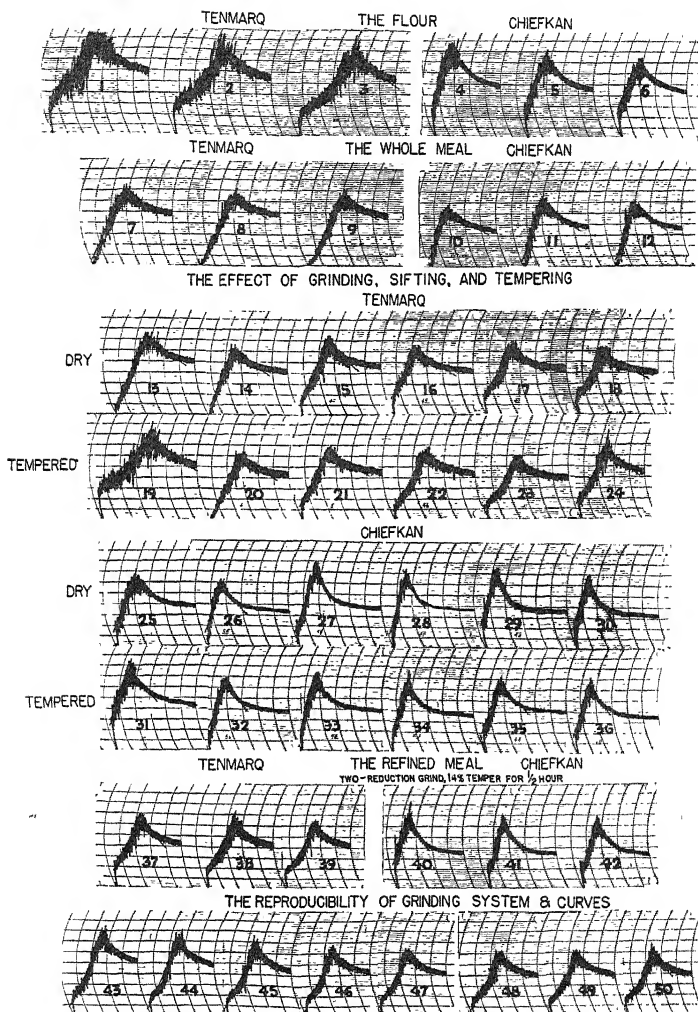 TENMARQ THE FLOUR CHIEFKAN
1 2 3 4 5 6
TENMARQ THE WHOLE MEAL CHIEFKAN
7 8 9 10 11 12
THE EFFECT OF GRINDING, SIFTING, AND TEMPERING
TENMARQ
DRY
13 14 15 16 17 18
TEMPERED
19 20 21 22 23 24
CHIEFKAN
DRY
25 26 27 28 29 30
TEMPERED
31 32 33 34 35 36
TENMARQ THE REFINED MEAL CHIEFKAN
TWO-REDUCTION GRIND, 14% TEMPER FOR 1/2 HOUR
37 38 39 40 41 42
THE REPRODUCIBILITY OF GRINDING SYSTEM & CURVES
43 44 45 46 47 48 49 50